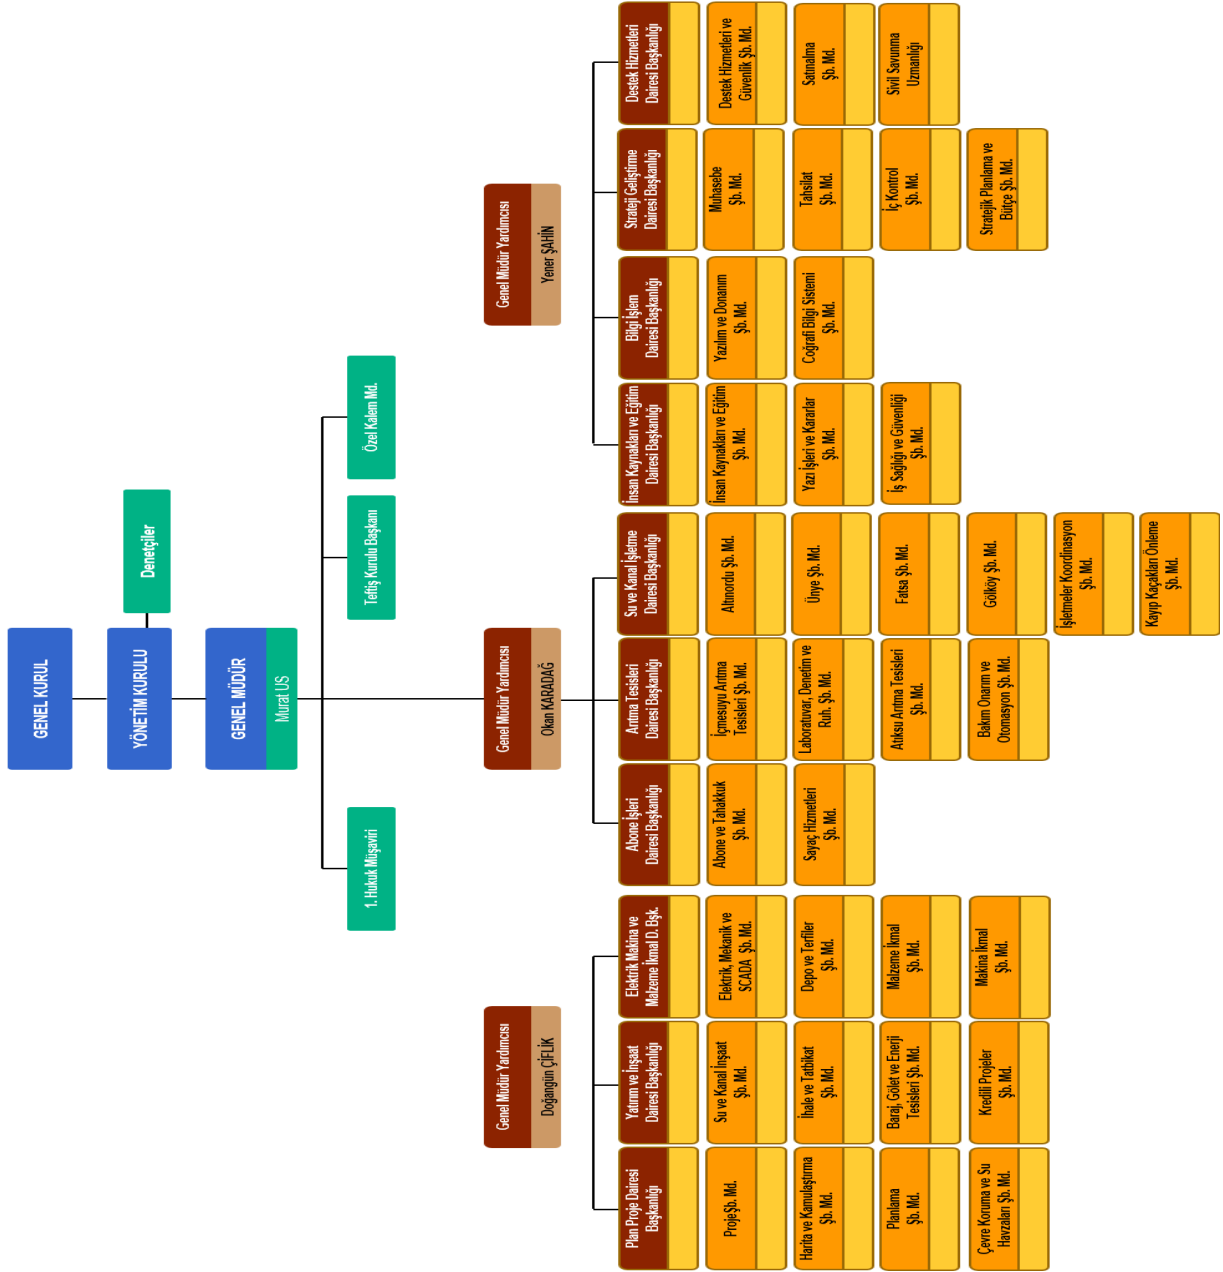 GENEL KURUL
YÖNETİM KURULU
Denetçiler
GENEL MÜDÜR
Murat US
1. Hukuk Müşaviri
Teftiş Kurulu Başkanı
Özel Kalem Md.
Genel Müdür Yardımcısı
Doğangün ÇİFLİK
Genel Müdür Yardımcısı
Okan KARADAĞ
Genel Müdür Yardımcısı
Yener ŞAHİN
Plan Proje Dairesi
Başkanlığı
ProjeŞb. Md.
Harita ve Kamulaştırma
Şb. Md.
Planlama
Şb. Md.
Çevre Koruma ve Su
Havzaları Şb. Md.
Yatırım ve İnşaat
Dairesi Başkanlığı
Su ve Kanal İnşaat
Şb. Md.
İhale ve Tatbikat
Şb. Md.
Baraj, Gölet ve Enerji
Tesisleri Şb. Md.
Kredili Projeler
Şb. Md.
Elektrik Makina ve
Malzeme İkmal D. Bşk.
Elektrik, Mekanik ve
SCADA Şb. Md.
Depo ve Terfiler
Şb. Md.
Malzeme İkmal
Şb. Md.
Makina İkmal
Şb. Md.
Abone İşleri
Dairesi Başkanlığı
Abone ve Tahakkuk
Şb. Md.
Sayaç Hizmetleri
Şb. Md.
Arıtma Tesisleri
Dairesi Başkanlığı
İçmesuyu Arıtma
Tesisleri Şb. Md.
Laboratuvar, Denetim ve
Ruh. Şb. Md.
Atıksu Arıtma Tesisleri
Şb. Md.
Bakım Onarım ve
Otomasyon Şb. Md.
Su ve Kanal İşletme
Dairesi Başkanlığı
Altınordu Şb. Md.
Ünye Şb. Md.
Fatsa Şb. Md.
Gölköy Şb. Md.
İşletmeler Koordinasyon
Şb. Md.
Kayıp Kaçakları Önleme
Şb. Md.
İnsan Kaynakları ve Eğitim
Dairesi Başkanlığı
İnsan Kaynakları ve Eğitim
Şb. Md.
Yazı İşleri ve Kararlar
Şb. Md.
İş Sağlığı ve Güvenliği
Şb. Md.
Bilgi İşlem
Dairesi Başkanlığı
Yazılım ve Donanım
Şb. Md.
Coğrafi Bilgi Sistemi
Şb. Md.
Strateji Geliştirme
Dairesi Başkanlığı
Muhasebe
Şb. Md.
Tahsilat
Şb. Md.
İç Kontrol
Şb. Md.
Stratejik Planlama ve
Bütçe Şb. Md.
Destek Hizmetleri
Dairesi Başkanlığı
Destek Hizmetleri ve
Güvenlik Şb. Md.
Satınalma
Şb. Md.
Sivil Savunma
Uzmanlığı